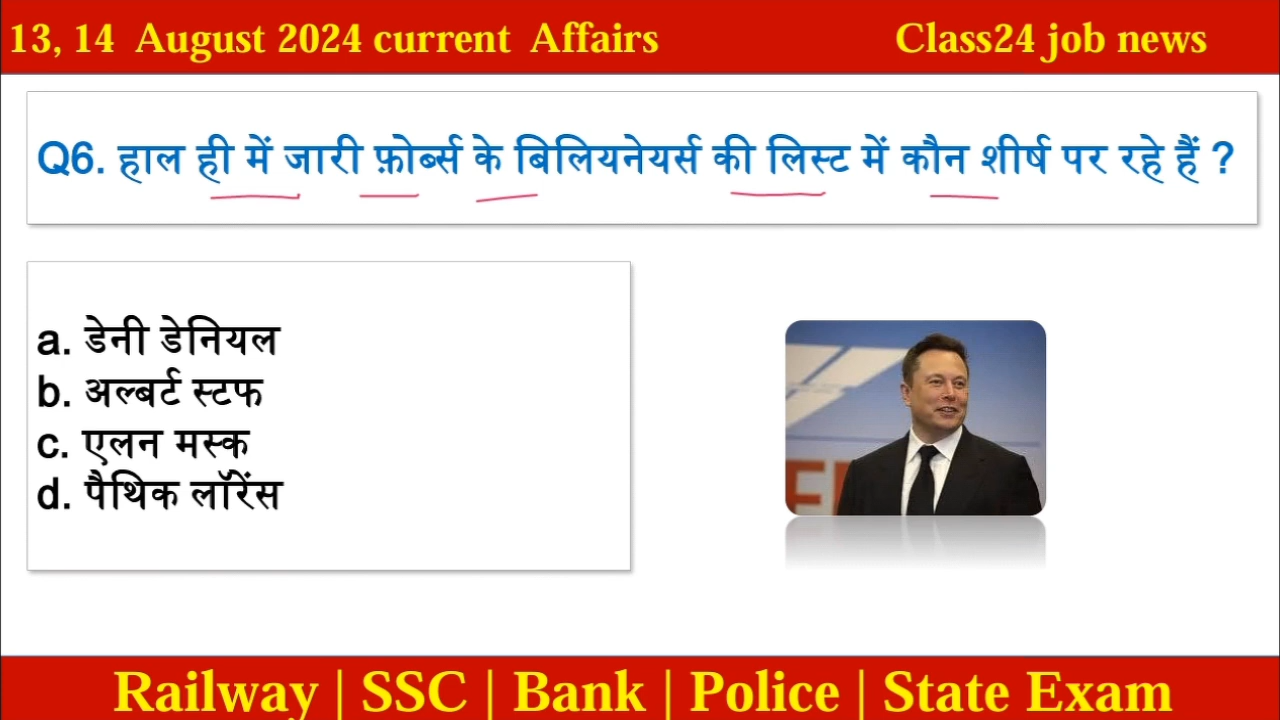 13, 14 August 2024 current Affairs Class24 job news
Q6. हाल ही में जारी फ़ोर्ब्स के बिलियनेयर्स की लिस्ट में कौन शीर्ष पर रहे हैं ?
a. डेनी डेनियल
b. अल्बर्ट स्टफ
c. एलन मस्क
d. पैथिक लॉरेंस
Railway | SSC | Bank | Police | State Exam